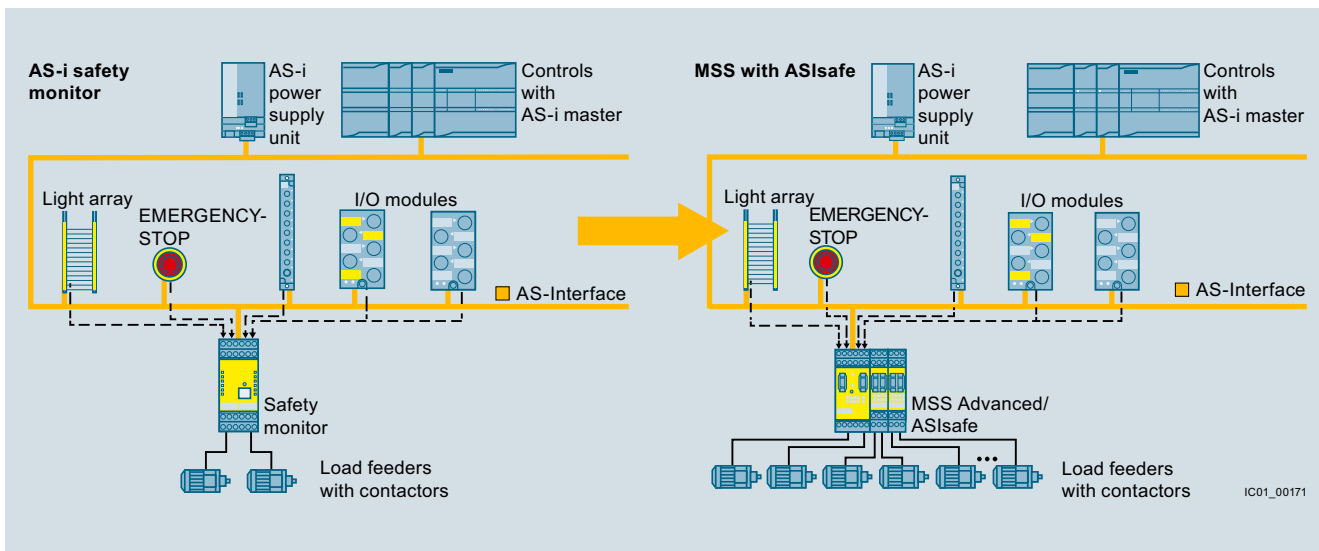 AS-i safety
monitor
AS-i
power
supply
unit
Controls
with
AS-i master
Light array
EMERGENCY-
STOP
I/O modules
AS-Interface
Safety
monitor
Load feeders
with contactors
MSS with ASIsafe
AS-i
power
supply
unit
Controls
with
AS-i master
Light array
EMERGENCY-
STOP
I/O modules
AS-Interface
MSS Advanced/
ASIsafe
Load feeders
with contactors
IC01_00171